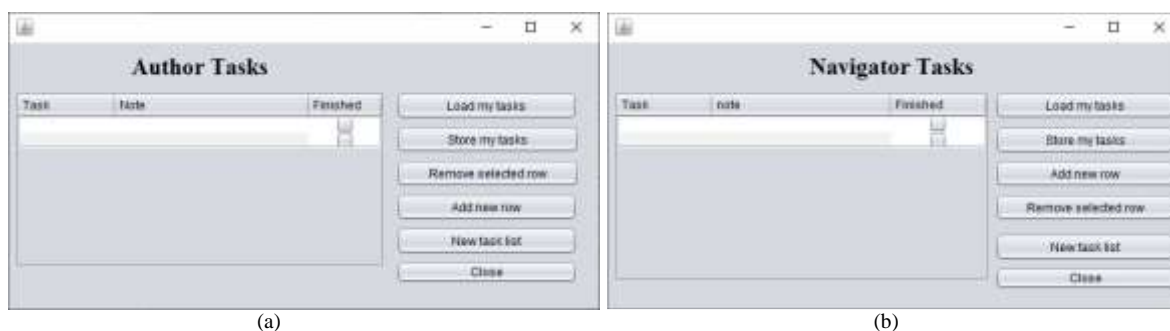 Author Tasks
Task Note Finished
Load my tasks
Store my tasks
Remove selected row
Add new row
New task list
Close
(a)
Navigator Tasks
Task note Finished
Load my tasks
Store my tasks
Add new row
Remove selected row
New task list
Close
(b)